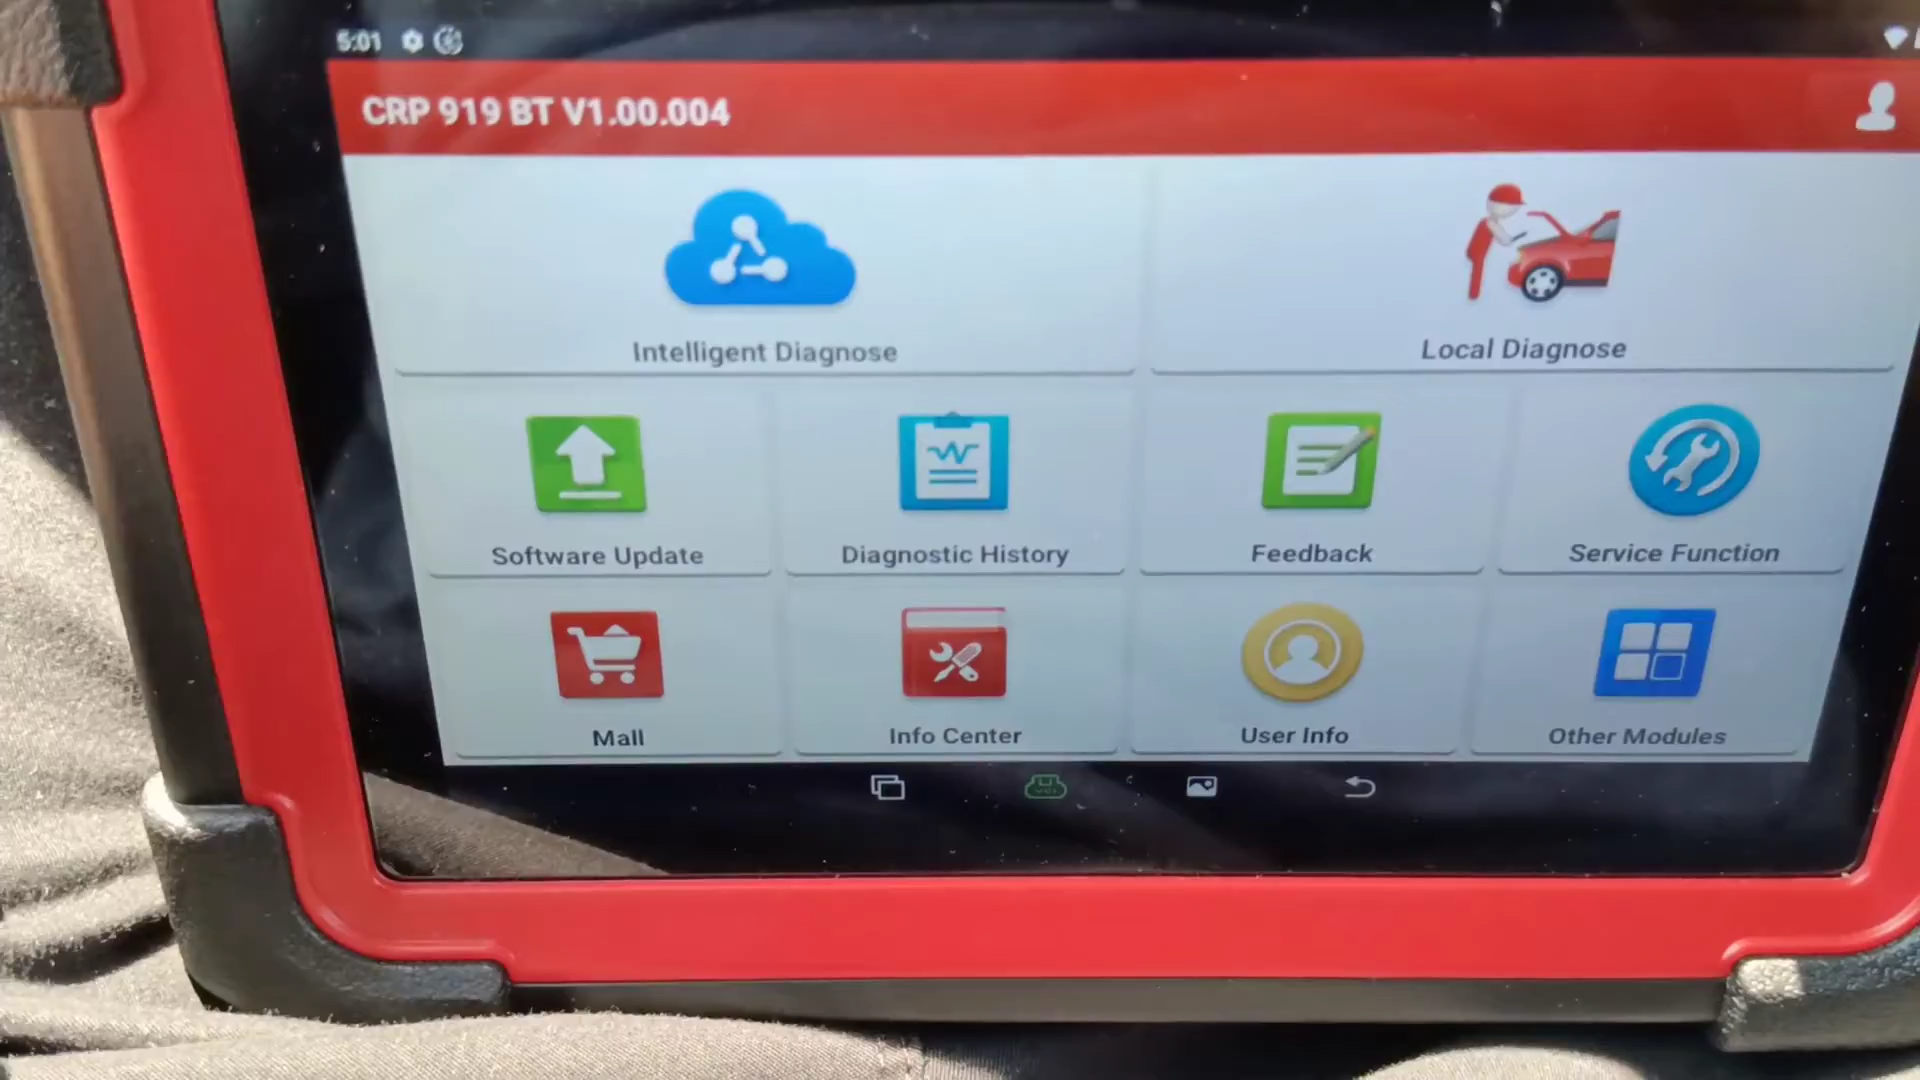 5:01
CRP 919 BT V1.00.004
Intelligent Diagnose
Local Diagnose
Software Update
Diagnostic History
Feedback
Service Function
Mall
Info Center
User Info
Other Modules